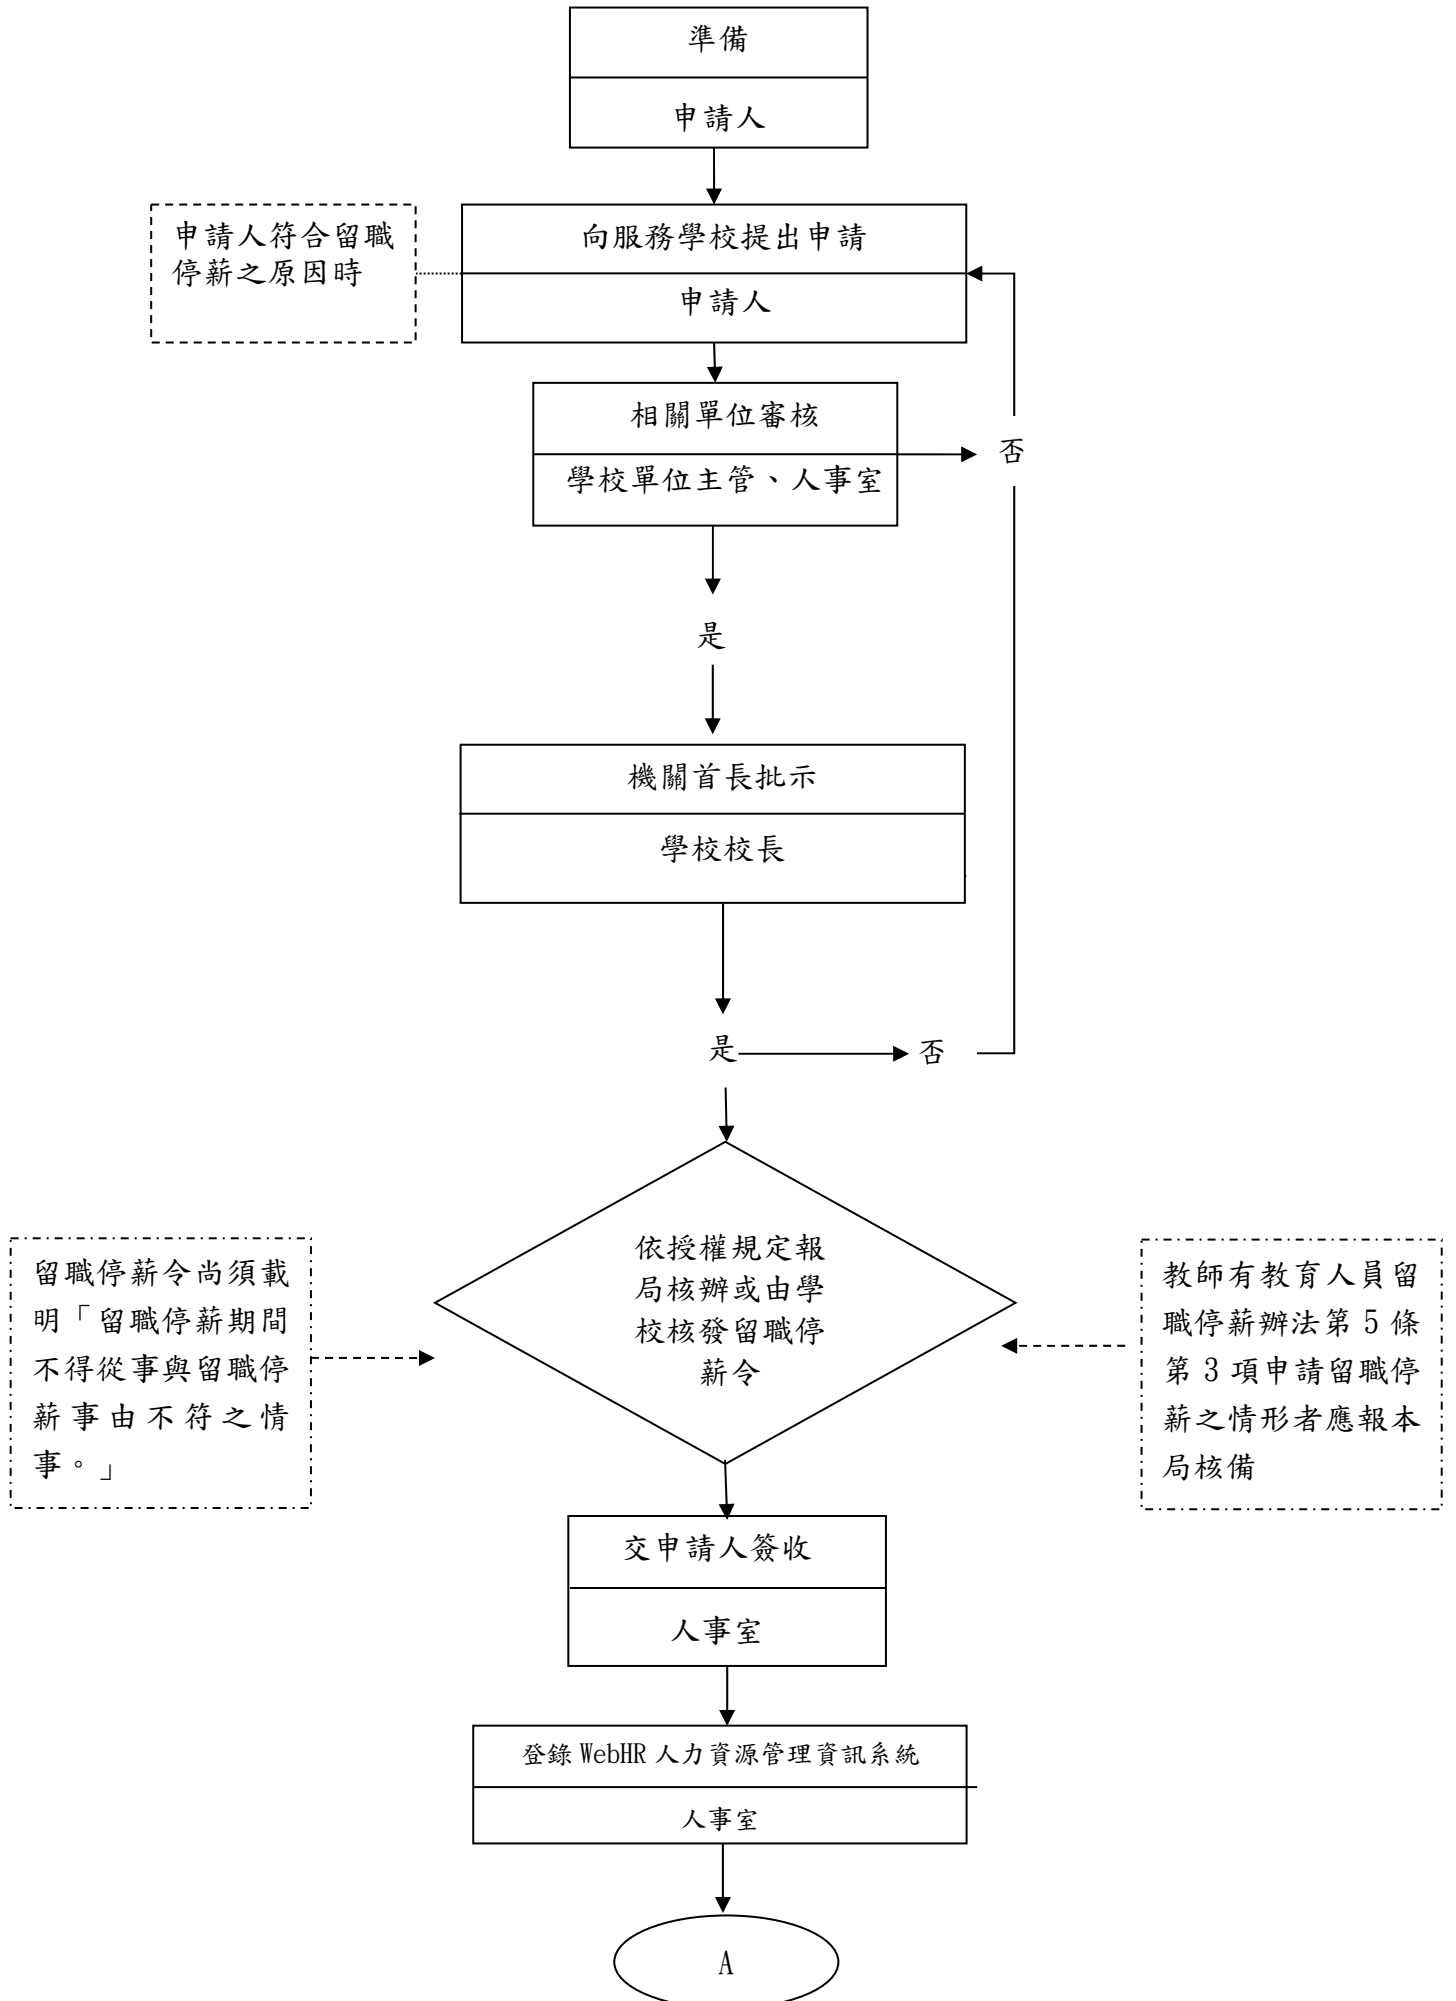 準備
申請人
申請人符合留職
停薪之原因時
向服務學校提出申請
申請人
相關單位審核
學校單位主管、人事室
否
是
機關首長批示
學校校長
是
否
依授權規定報
局核辦或由學
校核發留職停
薪令
留職停薪令尚須載
明「留職停薪期間
不得從事與留職停
薪事由不符之情
事。」
教師有教育人員留
職停薪辦法第 5 條
第 3 項申請留職停
薪之情形者應報本
局核備
交申請人簽收
人事室
登錄 WebHR 人力資源管理資訊系統
人事室
A